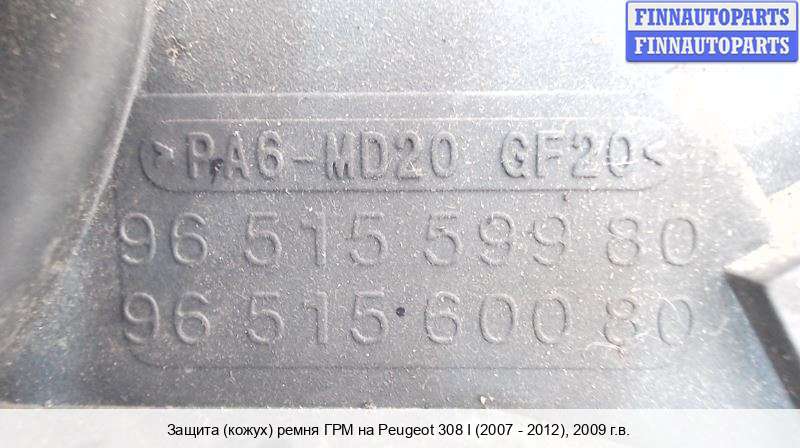 FINNAUTOPARTS
FINNAUTOPARTS
>PA6-MD20 GF20<
96 515 599 80
96 515 600 80
Защита (кожух) ремня ГРМ на Peugeot 308 I (2007 - 2012), 2009 г.в.